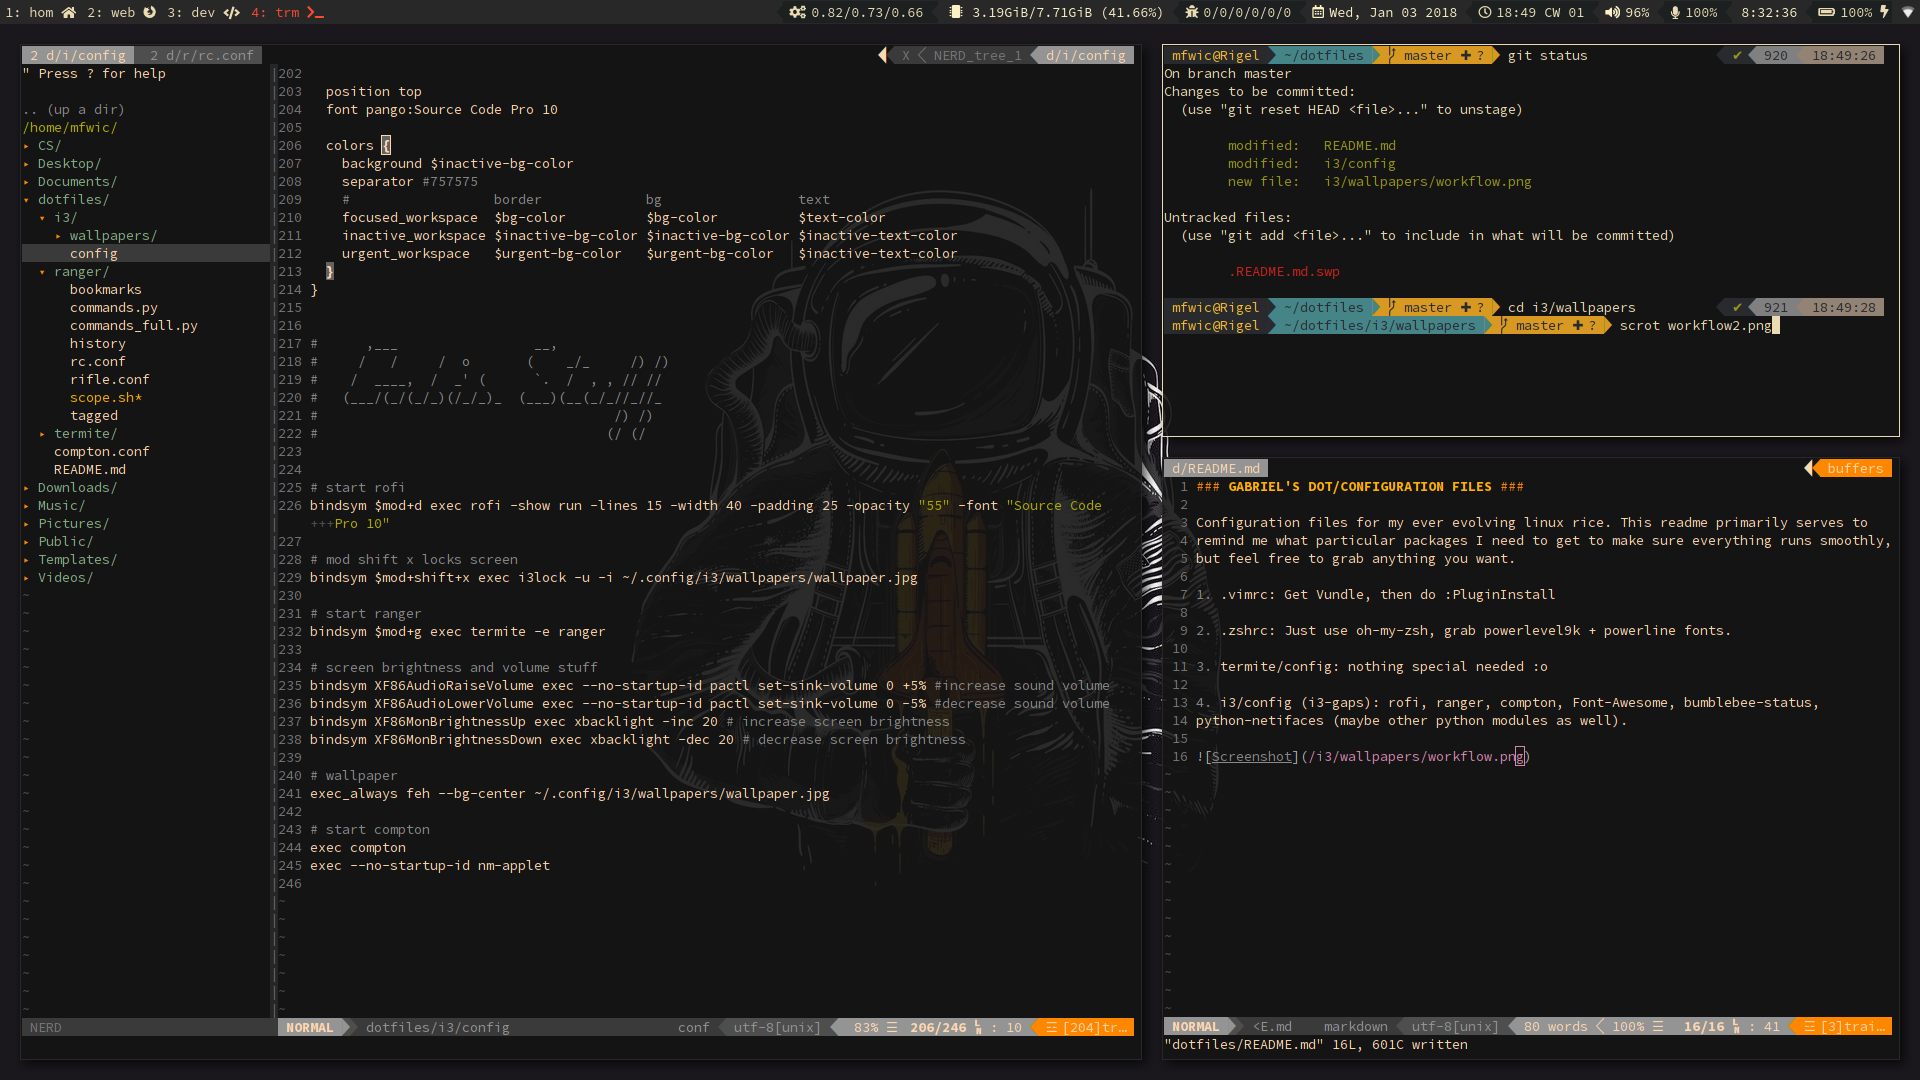 1: hom 2: web 3: dev 4: trm 0.82/0.73/0.66 3.19GiB/7.71GiB (41.66%) 0/0/0/0/0/0 Wed, Jan 03 2018 18:49 CW 01 96% 100% 8:32:36 100%
2 d/i/config 2 d/r/rc.conf
" Press ? for help
.. (up a dir)
/home/mfwic/
▸ CS/
▸ Desktop/
▸ Documents/
▾ dotfiles/
▾ i3/
▸ wallpapers/
config
▾ ranger/
bookmarks
commands.py
commands_full.py
history
rc.conf
rifle.conf
scope.sh*
tagged
▸ termite/
compton.conf
README.md
▸ Downloads/
▸ Music/
▸ Pictures/
▸ Public/
▸ Templates/
▸ Videos/
NERD
X NERD_tree_1 d/i/config
202
203 position top
204 font pango:Source Code Pro 10
205
206 colors {
207 background $inactive-bg-color
208 separator #757575
209 # border bg text
210 focused_workspace $bg-color $bg-color $text-color
211 inactive_workspace $inactive-bg-color $inactive-bg-color $inactive-text-color
212 urgent_workspace $urgent-bg-color $urgent-bg-color $inactive-text-color
213 }
214 }
215
216
217 # ,___ __,
218 # / / / o ( _/_ /) /)
219 # / ____, / _' ( `. / , , // //
220 # (___/(_/(_/_)(/_/_)_ (___)(__(_/_//_//_
221 # /) /)
222 # (/ (/
223
224
225 # start rofi
226 bindsym $mod+d exec rofi -show run -lines 15 -width 40 -padding 25 -opacity "55" -font "Source Code
+++Pro 10"
227
228 # mod shift x locks screen
229 bindsym $mod+shift+x exec i3lock -u -i ~/.config/i3/wallpapers/wallpaper.jpg
230
231 # start ranger
232 bindsym $mod+g exec termite -e ranger
233
234 # screen brightness and volume stuff
235 bindsym XF86AudioRaiseVolume exec --no-startup-id pactl set-sink-volume 0 +5% #increase sound volume
236 bindsym XF86AudioLowerVolume exec --no-startup-id pactl set-sink-volume 0 -5% #decrease sound volume
237 bindsym XF86MonBrightnessUp exec xbacklight -inc 20 # increase screen brightness
238 bindsym XF86MonBrightnessDown exec xbacklight -dec 20 # decrease screen brightness
239
240 # wallpaper
241 exec_always feh --bg-center ~/.config/i3/wallpapers/wallpaper.jpg
242
243 # start compton
244 exec compton
245 exec --no-startup-id nm-applet
246
NORMAL dotfiles/i3/config conf utf-8[unix] 83% ☰ 206/246 : 10 ☲ [204]tr…
mfwic@Rigel ~/dotfiles master ✚ ? git status ✔ 920 18:49:26
On branch master
Changes to be committed:
(use "git reset HEAD <file>..." to unstage)
modified: README.md
modified: i3/config
new file: i3/wallpapers/workflow.png
Untracked files:
(use "git add <file>..." to include in what will be committed)
.README.md.swp
mfwic@Rigel ~/dotfiles master ✚ ? cd i3/wallpapers ✔ 921 18:49:28
mfwic@Rigel ~/dotfiles/i3/wallpapers master ✚ ? scrot workflow2.png
d/README.md buffers
1 ### GABRIEL'S DOT/CONFIGURATION FILES ###
2
3 Configuration files for my ever evolving linux rice. This readme primarily serves to
4 remind me what particular packages I need to get to make sure everything runs smoothly,
5 but feel free to grab anything you want.
6
7 1. .vimrc: Get Vundle, then do :PluginInstall
8
9 2. .zshrc: Just use oh-my-zsh, grab powerlevel9k + powerline fonts.
10
11 3. termite/config: nothing special needed :o
12
13 4. i3/config (i3-gaps): rofi, ranger, compton, Font-Awesome, bumblebee-status,
14 python-netifaces (maybe other python modules as well).
15
16 ![Screenshot](/i3/wallpapers/workflow.png)
NORMAL <E.md markdown utf-8[unix] 80 words 100% ☰ 16/16 : 41 ☲ [3]trai…
"dotfiles/README.md" 16L, 601C written